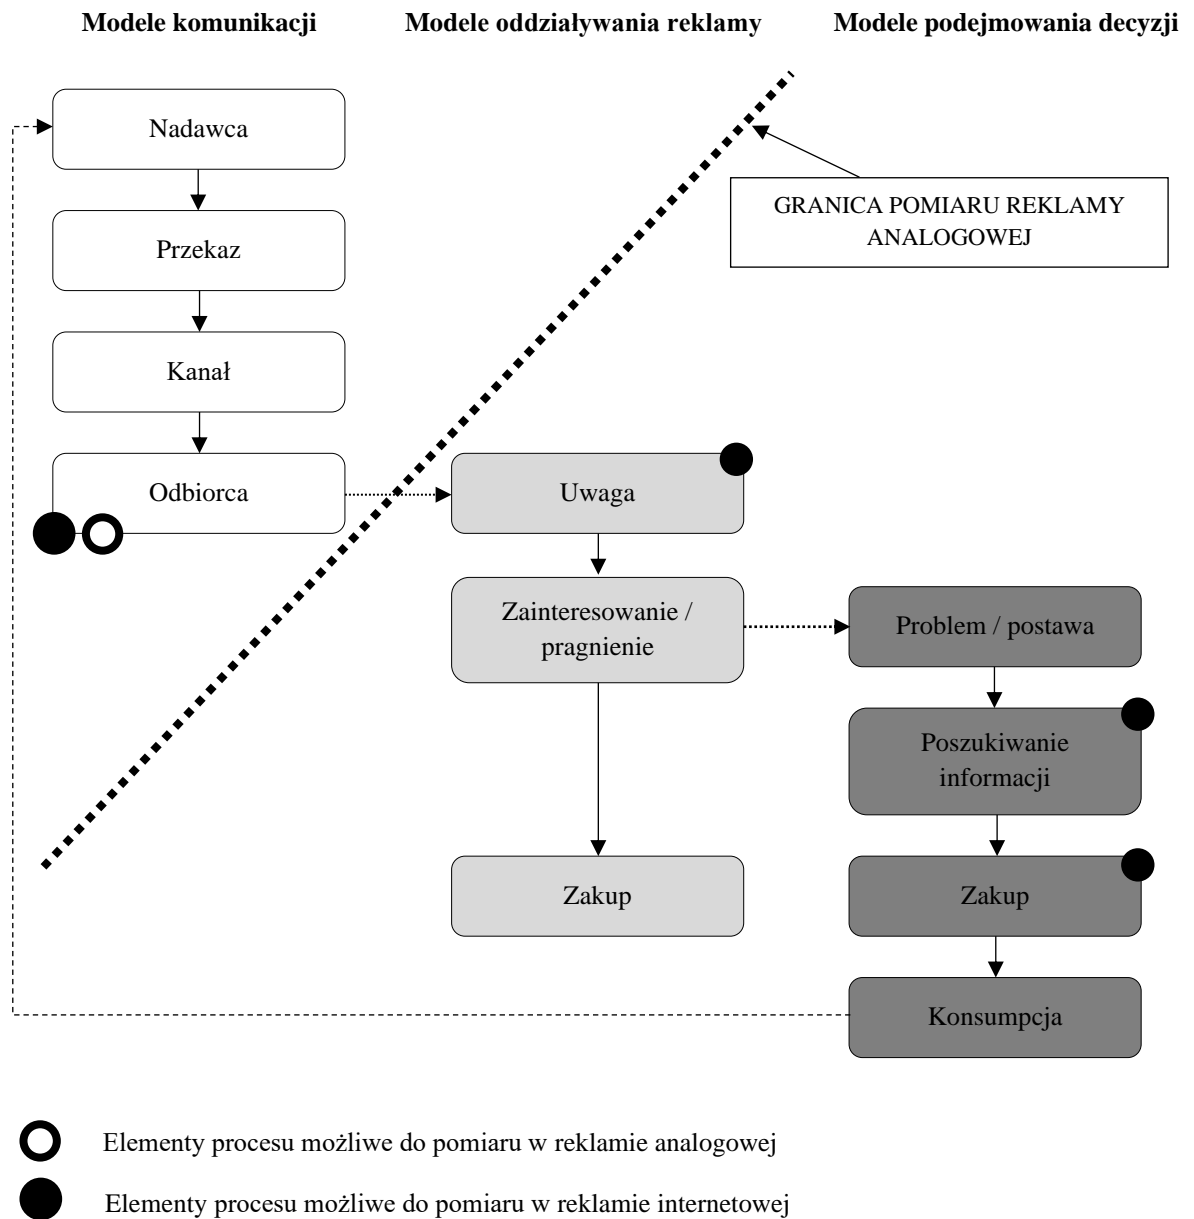 Modele komunikacji
Modele oddziaływania reklamy
Modele podejmowania decyzji
Nadawca
Przekaz
Kanał
Odbiorca
GRANICA POMIARU REKLAMY
ANALOGOWEJ
Uwaga
Zainteresowanie /
pragnienie
Zakup
Problem / postawa
Poszukiwanie
informacji
Zakup
Konsumpcja
Elementy procesu możliwe do pomiaru w reklamie analogowej
Elementy procesu możliwe do pomiaru w reklamie internetowej